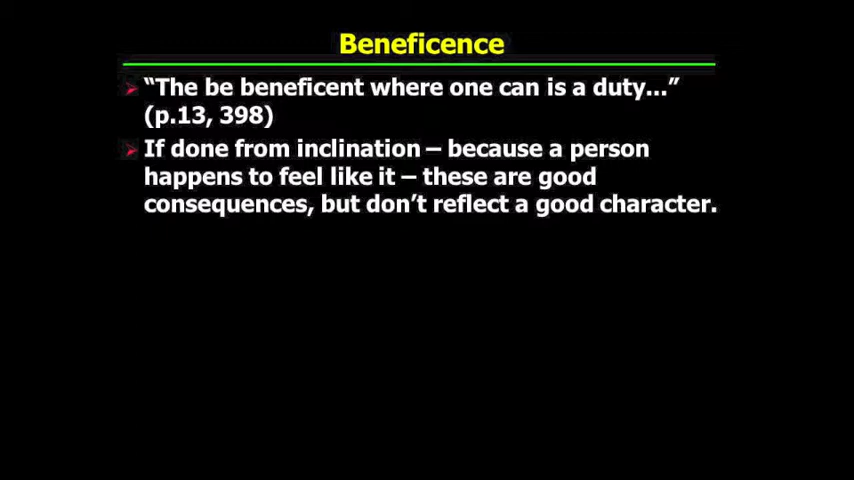 Beneficence
“The be beneficent where one can is a duty...”
(p.13, 398)
If done from inclination – because a person
happens to feel like it – these are good
consequences, but don’t reflect a good character.